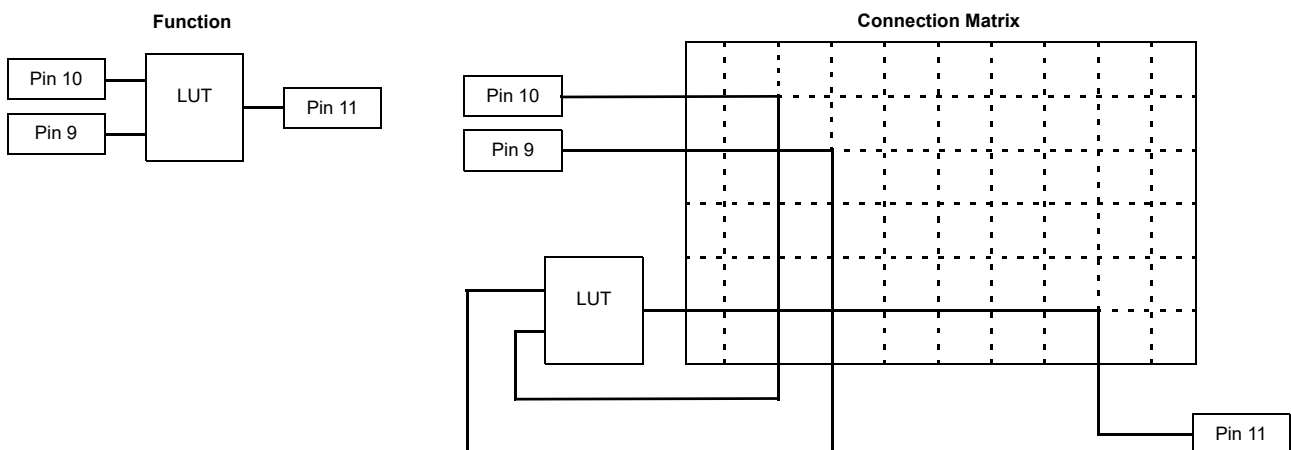 Function
Pin 10
LUT
Pin 11
Pin 9
Connection Matrix
Pin 10
Pin 9
LUT
Pin 11